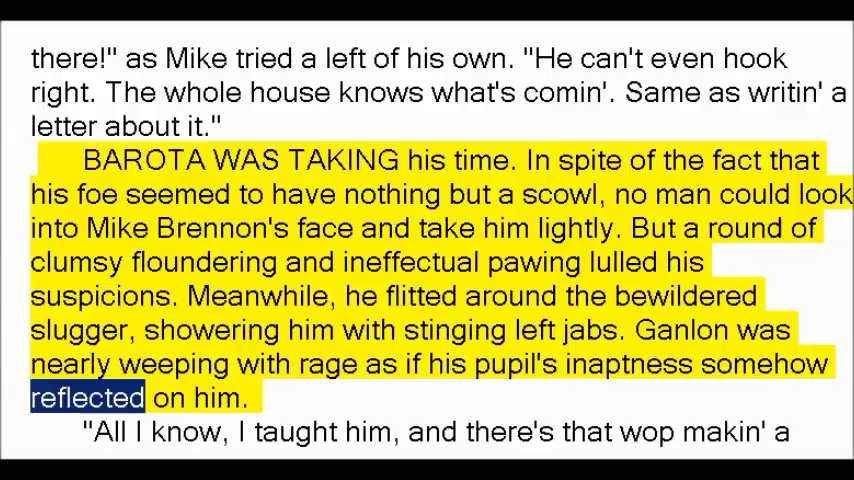 there!" as Mike tried a left of his own. "He can't even hook
right. The whole house knows what's comin'. Same as writin' a
letter about it."
BAROTA WAS TAKING his time. In spite of the fact that
his foe seemed to have nothing but a scowl, no man could look
into Mike Brennon's face and take him lightly. But a round of
clumsy floundering and ineffectual pawing lulled his
suspicions. Meanwhile, he flitted around the bewildered
slugger, showering him with stinging left jabs. Ganlon was
nearly weeping with rage as if his pupil's inaptness somehow
reflected on him.
"All I know, I taught him, and there's that wop makin' a